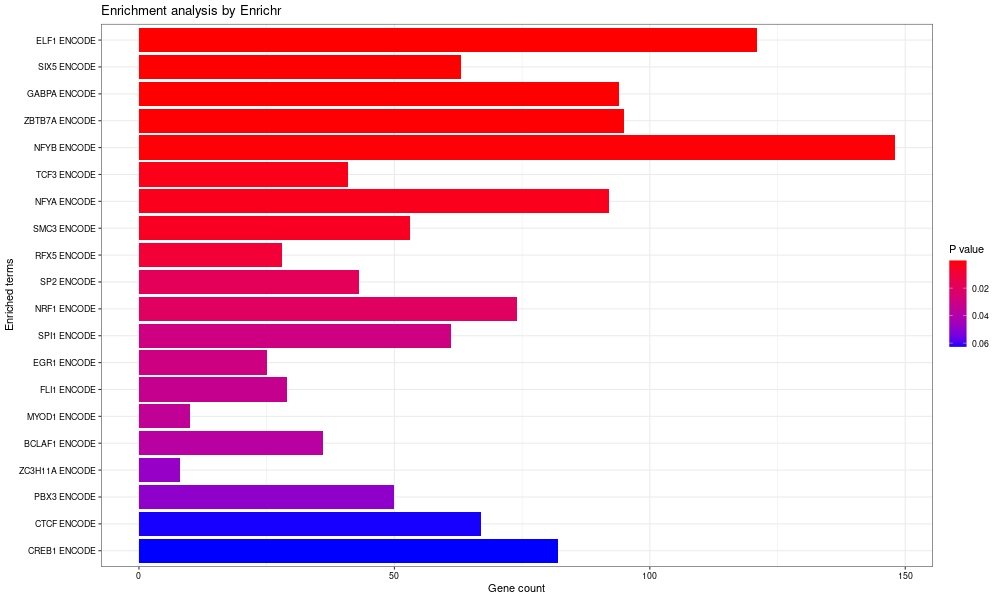 Enrichment analysis by Enrichr
ELF1 ENCODE
SIX5 ENCODE
GABPA ENCODE
ZBTB7A ENCODE
NFYB ENCODE
TCF3 ENCODE
NFYA ENCODE
SMC3 ENCODE
RFX5 ENCODE
SP2 ENCODE
NRF1 ENCODE
SPI1 ENCODE
EGR1 ENCODE
FLI1 ENCODE
MYOD1 ENCODE
BCLAF1 ENCODE
ZC3H11A ENCODE
PBX3 ENCODE
CTCF ENCODE
CREB1 ENCODE
Enriched terms
0 50 100 150
Gene count
P value
0.02
0.04
0.06